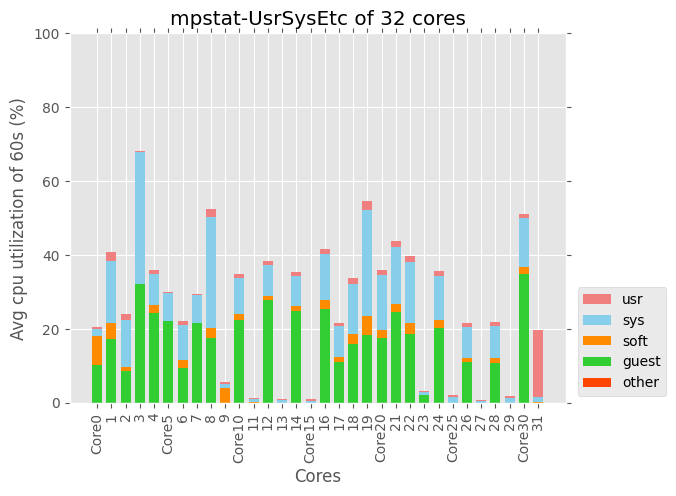 mpstat-UsrSysEtc of 32 cores
100
80
60
40
20
0
Avg cpu utilization of 60s (%)
Core0
1
2
3
4
Core5
6
7
8
9
Core10
11
12
13
14
Core15
16
17
18
19
Core20
21
22
23
24
Core25
26
27
28
29
Core30
31
Cores
usr
sys
soft
guest
other